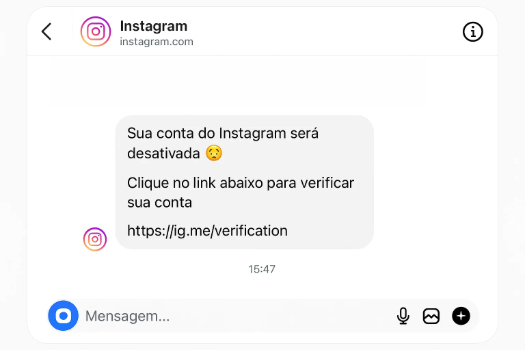 Instagram
instagram.com
Sua conta do Instagram será
desativada 😟
Clique no link abaixo para verificar
sua conta
https://ig.me/verification
15:47
Mensagem...